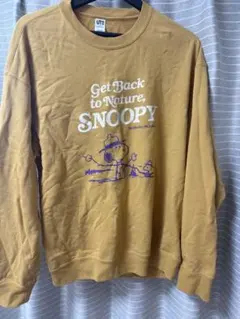 Get Back
to Nature,
SNOOPY